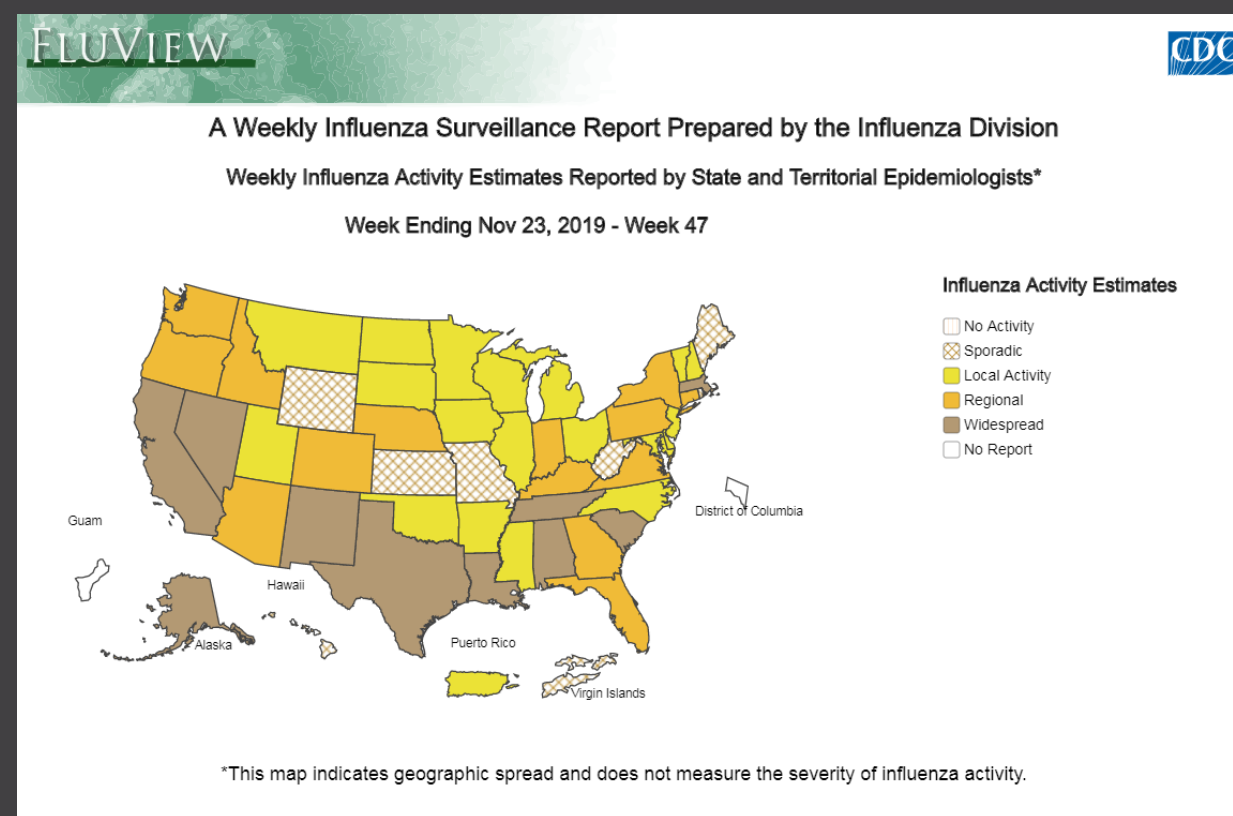 FLUVIEW
CDC
A Weekly Influenza Surveillance Report Prepared by the Influenza Division
Weekly Influenza Activity Estimates Reported by State and Territorial Epidemiologists*
Week Ending Nov 23, 2019 - Week 47
Influenza Activity Estimates
No Activity
Sporadic
Local Activity
Regional
Widespread
No Report
District of Columbia
Guam
Hawaii
Alaska
Puerto Rico
Virgin Islands
*This map indicates geographic spread and does not measure the severity of influenza activity.